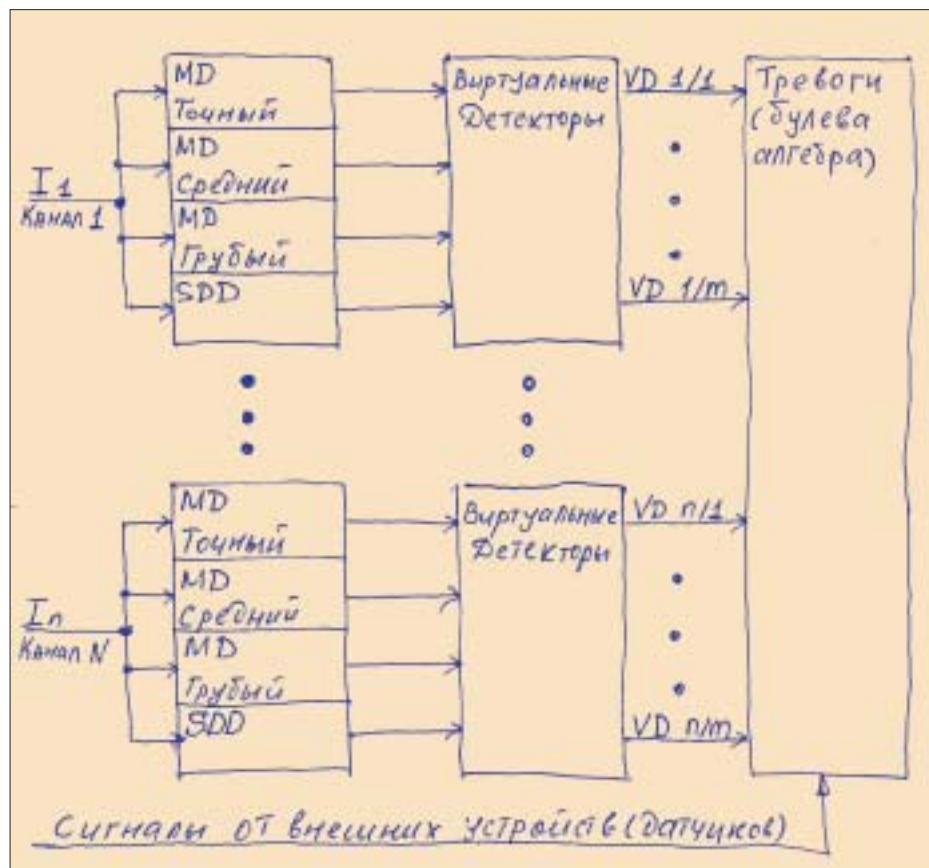 MD
Точный
MD
Средний
MD
Грубый
SDD
I1
Канал 1
Виртуальные
Детекторы
VD 1/1
VD 1/m
Тревоги
(булева
алгебра)
MD
Точный
MD
Средний
MD
Грубый
SDD
In
Канал N
Виртуальные
Детекторы
VD n/1
VD n/m
Сигналы от внешних устройств (датчиков)